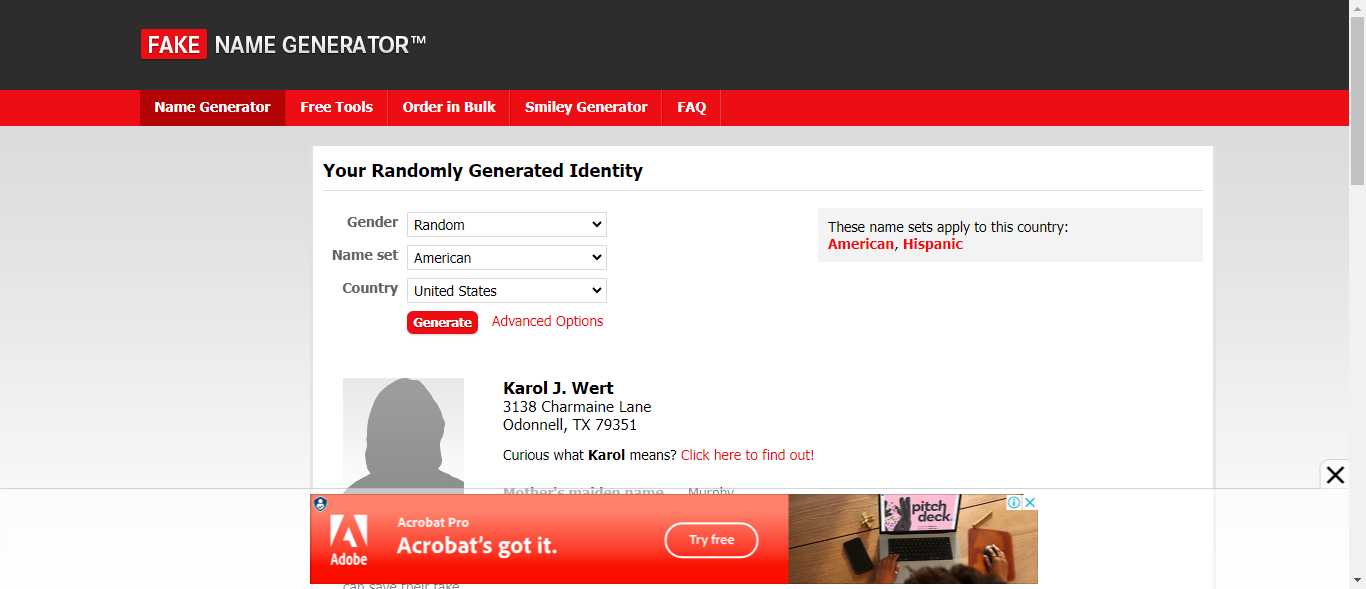 FAKE NAME GENERATOR™
Name Generator Free Tools Order in Bulk Smiley Generator FAQ
Your Randomly Generated Identity
Gender Random
Name set American
Country United States
Generate Advanced Options
These name sets apply to this country:
American, Hispanic
Karol J. Wert
3138 Charmaine Lane
Odonnell, TX 79351
Curious what Karol means? Click here to find out!
Mother's maiden name Murphy
Adobe
Acrobat Pro
Acrobat's got it.
Try free
pitch
deck.
can save their fake